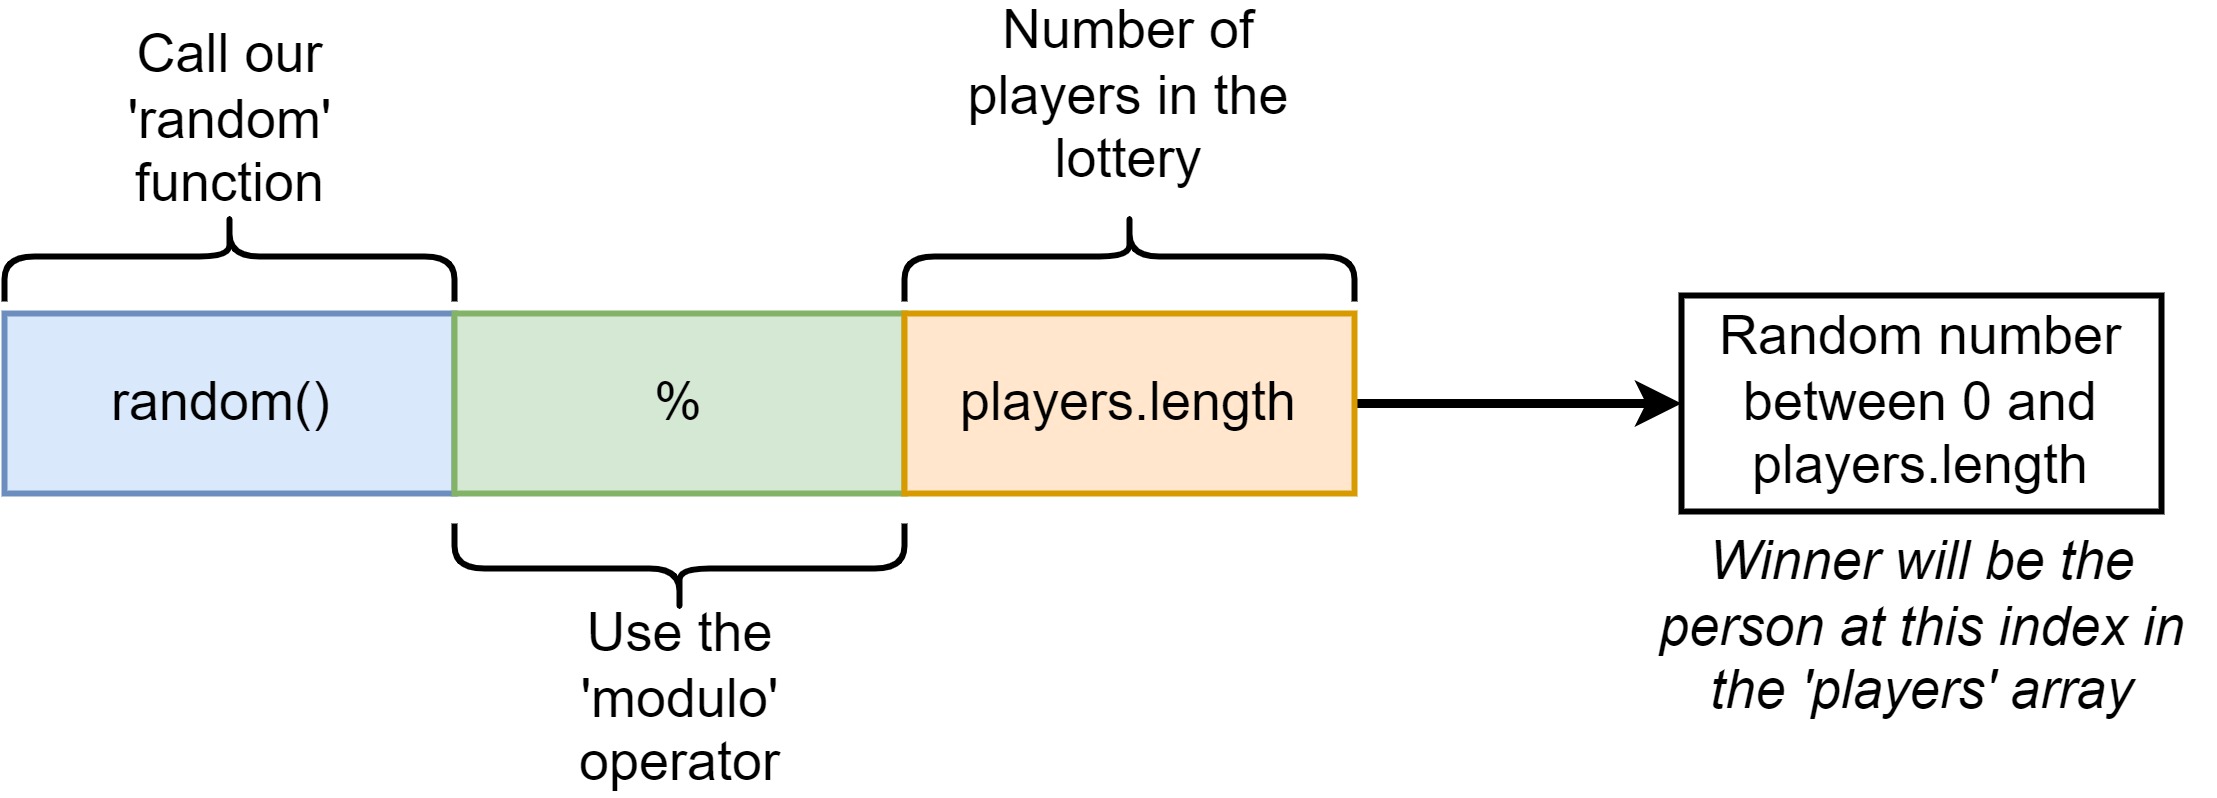 Call our
'random'
function
Number of
players in the
lottery
random()
%
players.length
Random number
between 0 and
players.length
Use the
'modulo'
operator
Winner will be the
person at this index in
the 'players' array